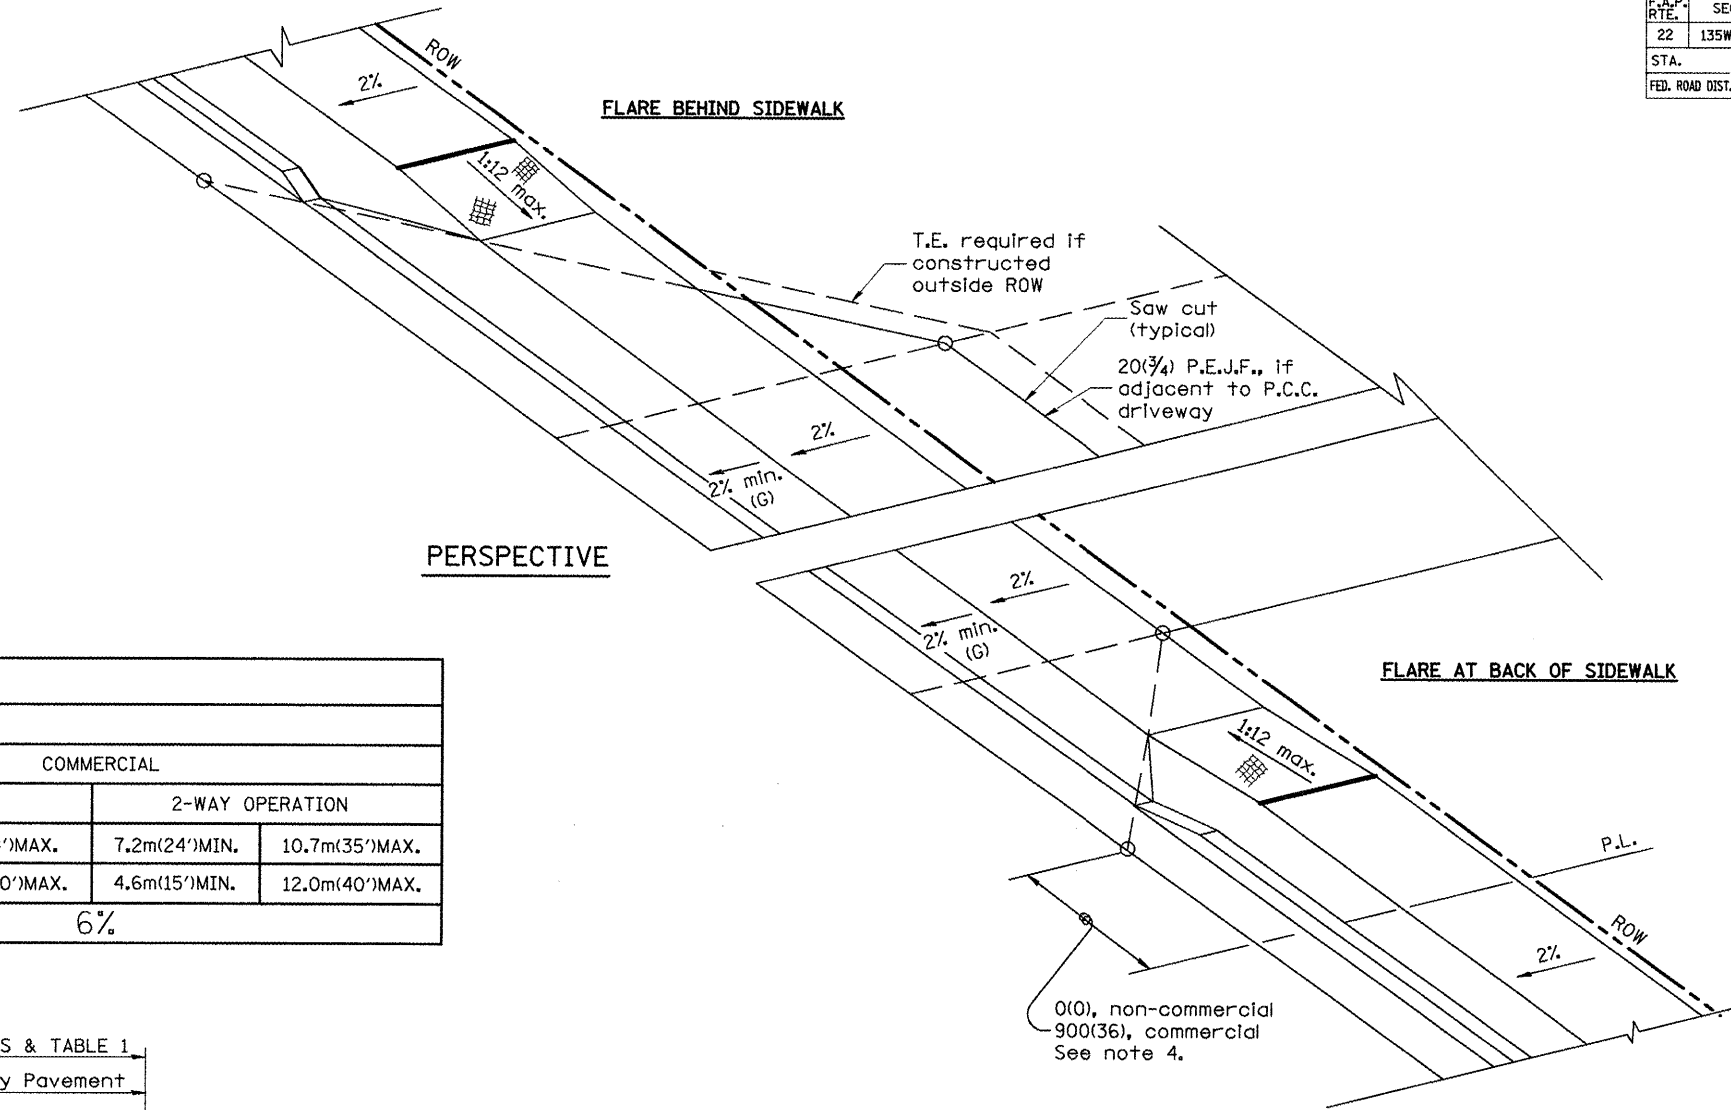 RTE.
22 135W
STA.
FED. ROAD DIST.
ROW
2%
FLARE BEHIND SIDEWALK
1:12 max.
T.E. required if
constructed
outside ROW
Saw cut
(typical)
20(3/4) P.E.J.F., if
adjacent to P.C.C.
driveway
2%
2% min.
(G)
PERSPECTIVE
2%
2% min.
(G)
FLARE AT BACK OF SIDEWALK
1:12 max.
COMMERCIAL
2-WAY OPERATION
')MAX. 7.2m(24')MIN. 10.7m(35')MAX.
0')MAX. 4.6m(15')MIN. 12.0m(40')MAX.
6%
P.L.
ROW
2%
0(0), non-commercial
900(36), commercial
See note 4.
S & TABLE 1
y Pavement